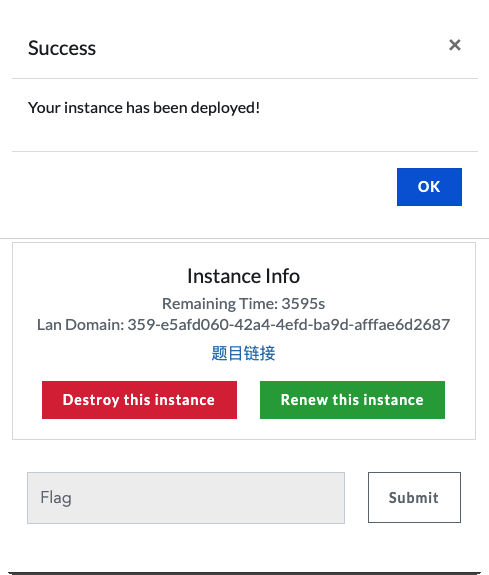 Success
×
Your instance has been deployed!
OK
Instance Info
Remaining Time: 3595s
Lan Domain: 359-e5afd060-42a4-4efd-ba9d-afffae6d2687
题目链接
Destroy this instance
Renew this instance
Flag
Submit